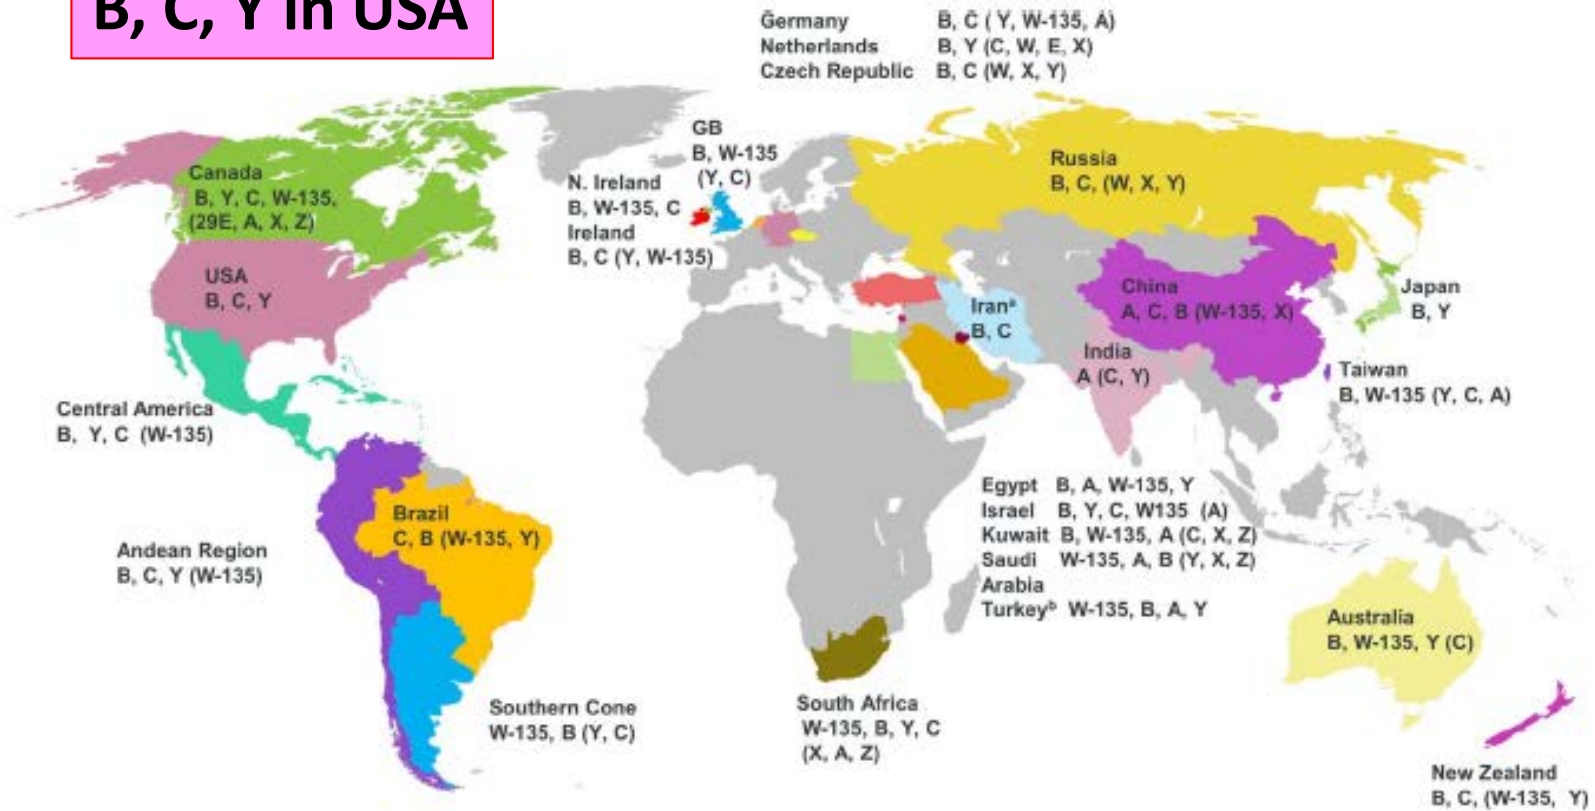 B, C, Y in USA
Germany B, C ( Y, W-135, A)
Netherlands B, Y (C, W, E, X)
Czech Republic B, C (W, X, Y)
GB
B, W-135
(Y, C)
N. Ireland
B, W-135, C
Ireland
B, C (Y, W-135)
Canada
B, Y, C, W-135,
(29E, A, X, Z)
USA
B, C, Y
Russia
B, C, (W, X, Y)
China
A, C, B (W-135, X)
Japan
B, Y
Iranᵃ
B, C
India
A (C, Y)
Taiwan
B, W-135 (Y, C, A)
Central America
B, Y, C (W-135)
Brazil
C, B (W-135, Y)
Andean Region
B, C, Y (W-135)
Egypt B, A, W-135, Y
Israel B, Y, C, W135 (A)
Kuwait B, W-135, A (C, X, Z)
Saudi W-135, A, B (Y, X, Z)
Arabia
Turkeyᵇ W-135, B, A, Y
Australia
B, W-135, Y (C)
Southern Cone
W-135, B (Y, C)
South Africa
W-135, B, Y, C
(X, A, Z)
New Zealand
B, C, (W-135, Y)